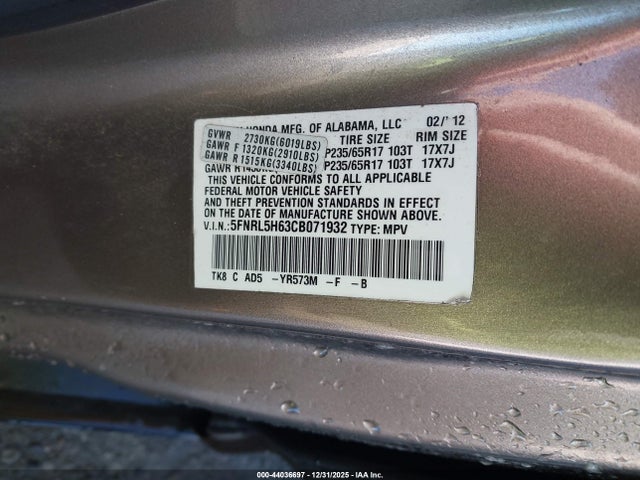 HONDA MFG. OF ALABAMA, LLC 02/'12
GVWR 2730KG(6019LBS) TIRE SIZE RIM SIZE
GAWR F 1320KG(2910LBS) P235/65R17 103T 17X7J
GAWR R 1515KG(3340LBS) P235/65R17 103T 17X7J
GAWR R
THIS VEHICLE CONFORMS TO ALL APPLICABLE
FEDERAL MOTOR VEHICLE SAFETY
AND THEFT PREVENTION STANDARDS IN EFFECT
ON THE DATE OF MANUFACTURE SHOWN ABOVE.
V.I.N.:5FNRL5H63CB071932 TYPE: MPV
TK8 C AD5 -YR573M -F -B
000-44036697 - 12/31/2025 - IAA Inc.